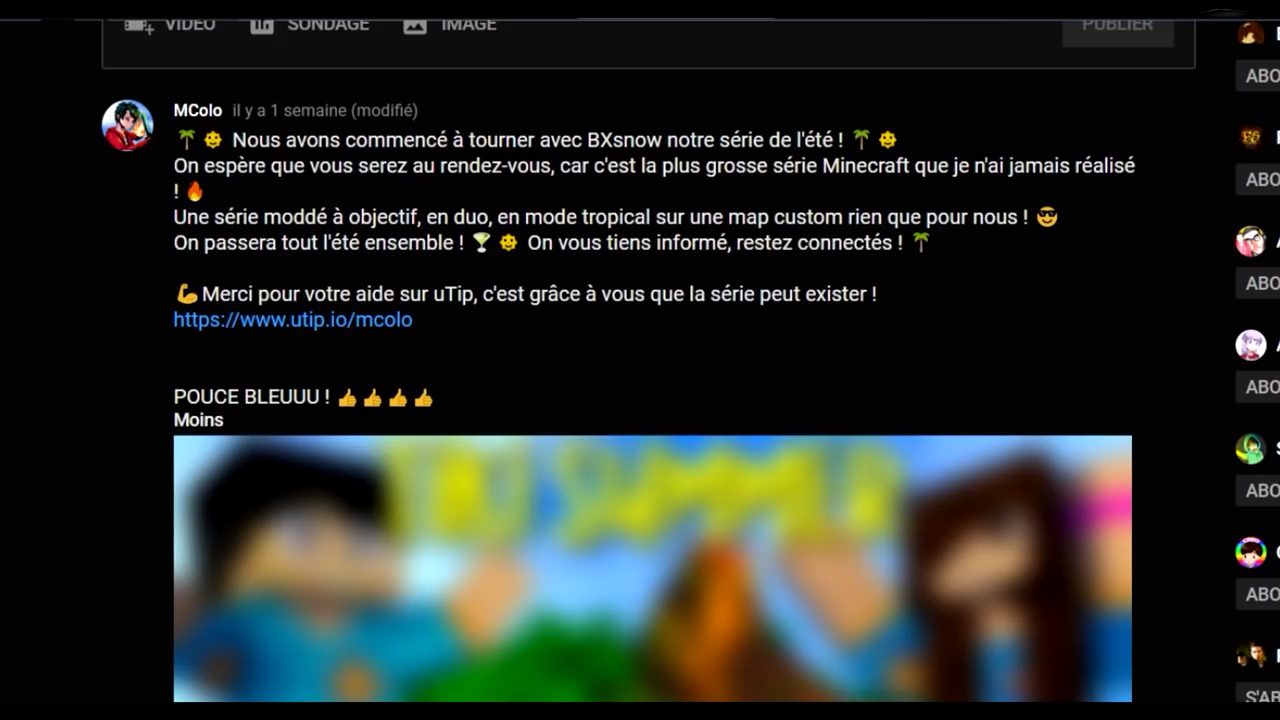 VIDÉO SONDAGE IMAGE PUBLIER
MColo il y a 1 semaine (modifié)
🌴 🌞 Nous avons commencé à tourner avec BXsnow notre série de l'été ! 🌴 🌞
On espère que vous serez au rendez-vous, car c'est la plus grosse série Minecraft que je n'ai jamais réalisé
! 🔥
Une série moddé à objectif, en duo, en mode tropical sur une map custom rien que pour nous ! 😎
On passera tout l'été ensemble ! 🍸 🌞 On vous tiens informé, restez connectés ! 🌴
💪 Merci pour votre aide sur uTip, c'est grâce à vous que la série peut exister !
https://www.utip.io/mcolo
POUCE BLEUUU ! 👍 👍 👍 👍
Moins
ABO
ABO
ABO
ABO
ABO
ABO
S'AB